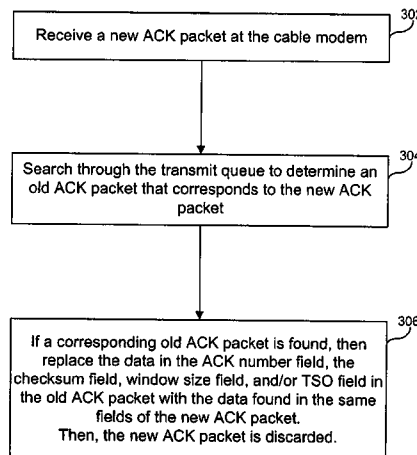 302
Receive a new ACK packet at the cable modem
304
Search through the transmit queue to determine an
old ACK packet that corresponds to the new ACK
packet
306
If a corresponding old ACK packet is found, then
replace the data in the ACK number field, the
checksum field, window size field, and/or TSO field in
the old ACK packet with the data found in the same
fields of the new ACK packet.
Then, the new ACK packet is discarded.